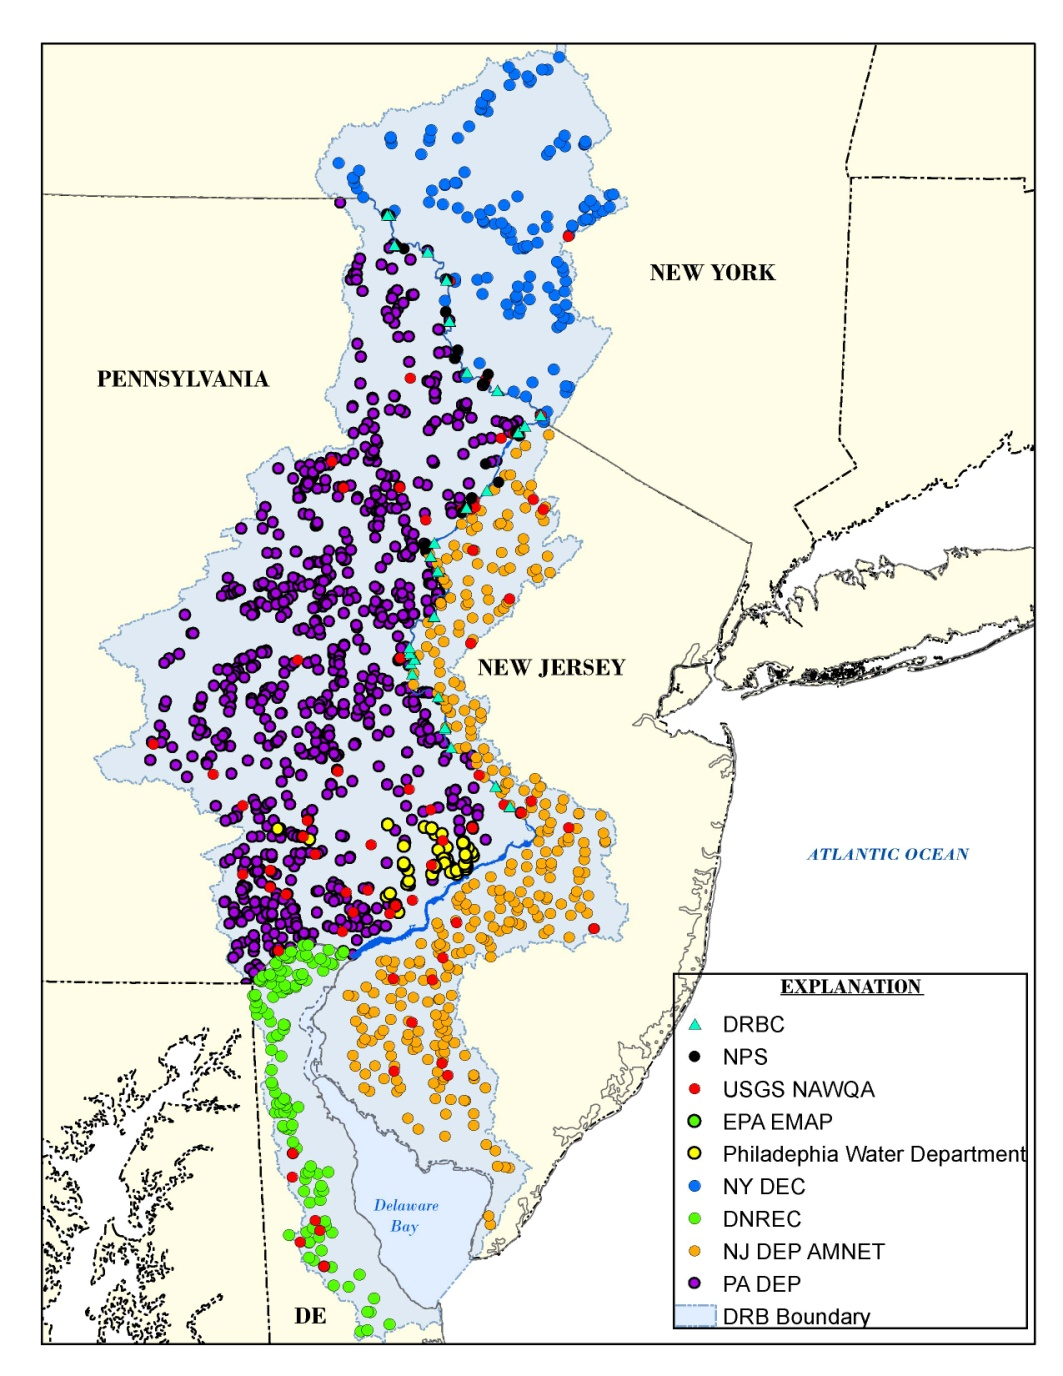 NEW YORK
PENNSYLVANIA
NEW JERSEY
ATLANTIC OCEAN
EXPLANATION
DRBC
NPS
USGS NAWQA
EPA EMAP
Philadephia Water Department
NY DEC
DNREC
NJ DEP AMNET
PA DEP
DRB Boundary
Delaware
Bay
DE